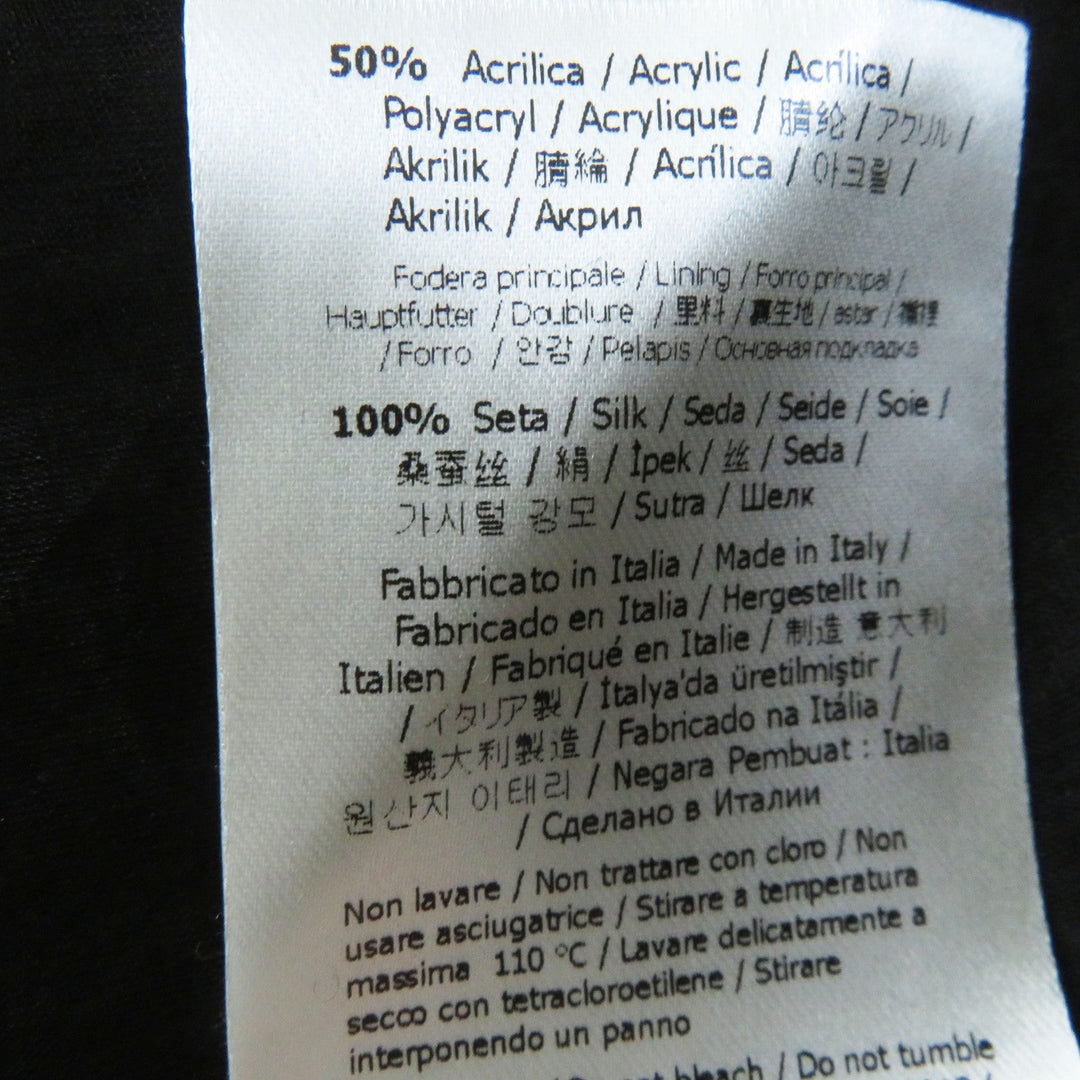 50% Acrilica / Acrylic / Acrílica /
Polyacryl / Acrylique / 腈纶 / アクリル /
Akrilik / 腈綸 / Acrílica / 아크릴 /
Akrilik / Акрил
Fodera principale / Lining / Forro principal /
Hauptfutter / Doublure / 里料 / 裏生地 / astar / 襯裡
/ Forro / 안감 / Pelapis / Основная подкладка
100% Seta / Silk / Seda / Seide / Soie /
桑蚕丝 / 絹 / İpek / 丝 / Seda /
가시털 강모 / Sutra / Шелк
Fabbricato in Italia / Made in Italy /
Fabricado en Italia / Hergestellt in
Italien / Fabriqué en Italie / 制造 意大利
/ イタリア製 / İtalya'da üretilmiştir /
義大利製造 / Fabricado na Itália /
원산지 이태리 / Negara Pembuat : Italia
/ Сделано в Италии
Non lavare / Non trattare con cloro / Non
usare asciugatrice / Stirare a temperatura
massima 110 °C / Lavare delicatamente a
secco con tetracloroetilene / Stirare
interponendo un panno
bleach / Do not tumble